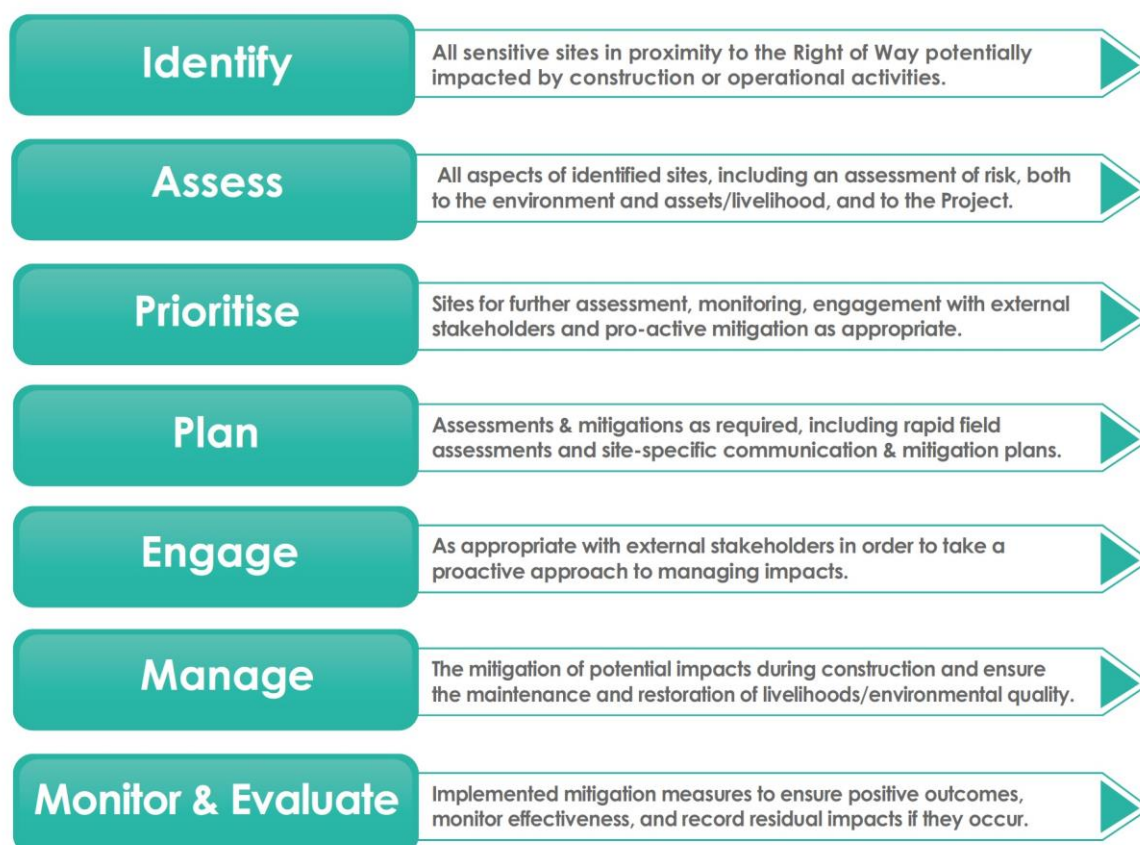 Identify
All sensitive sites in proximity to the Right of Way potentially
impacted by construction or operational activities.
Assess
All aspects of identified sites, including an assessment of risk, both
to the environment and assets/livelihood, and to the Project.
Prioritise
Sites for further assessment, monitoring, engagement with external
stakeholders and pro-active mitigation as appropriate.
Plan
Assessments & mitigations as required, including rapid field
assessments and site-specific communication & mitigation plans.
Engage
As appropriate with external stakeholders in order to take a
proactive approach to managing impacts.
Manage
The mitigation of potential impacts during construction and ensure
the maintenance and restoration of livelihoods/environmental quality.
Monitor & Evaluate
Implemented mitigation measures to ensure positive outcomes,
monitor effectiveness, and record residual impacts if they occur.